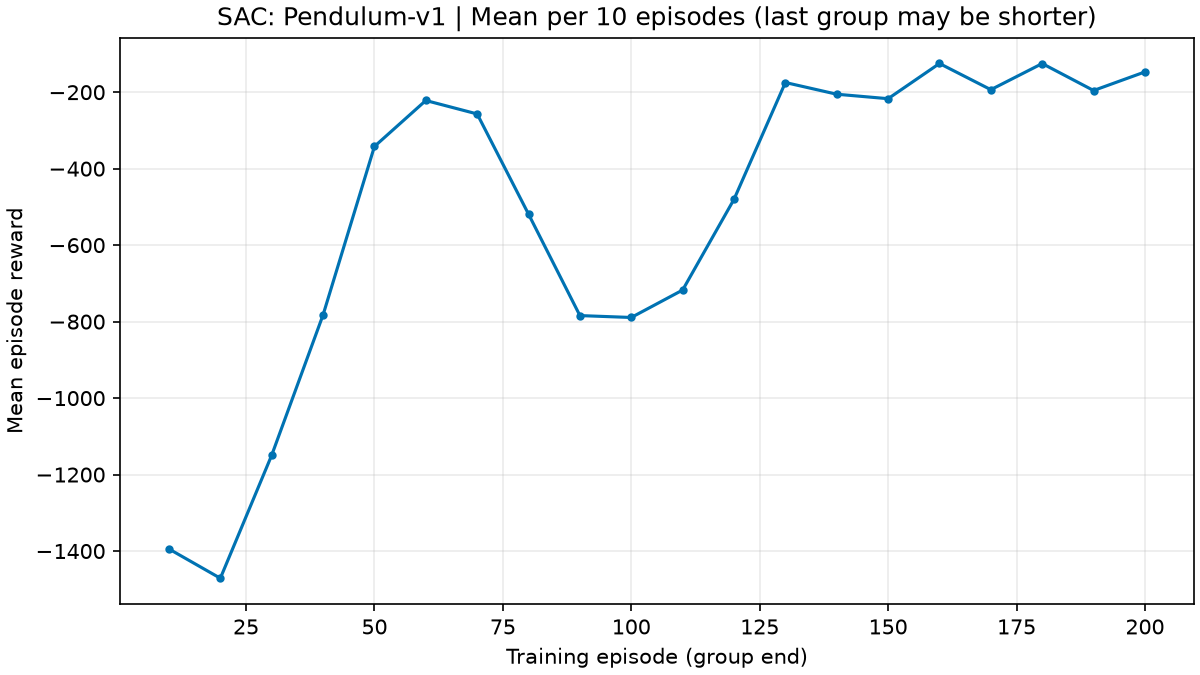 SAC: Pendulum-v1 | Mean per 10 episodes (last group may be shorter)
Mean episode reward
−200
−400
−600
−800
−1000
−1200
−1400
25 50 75 100 125 150 175 200
Training episode (group end)